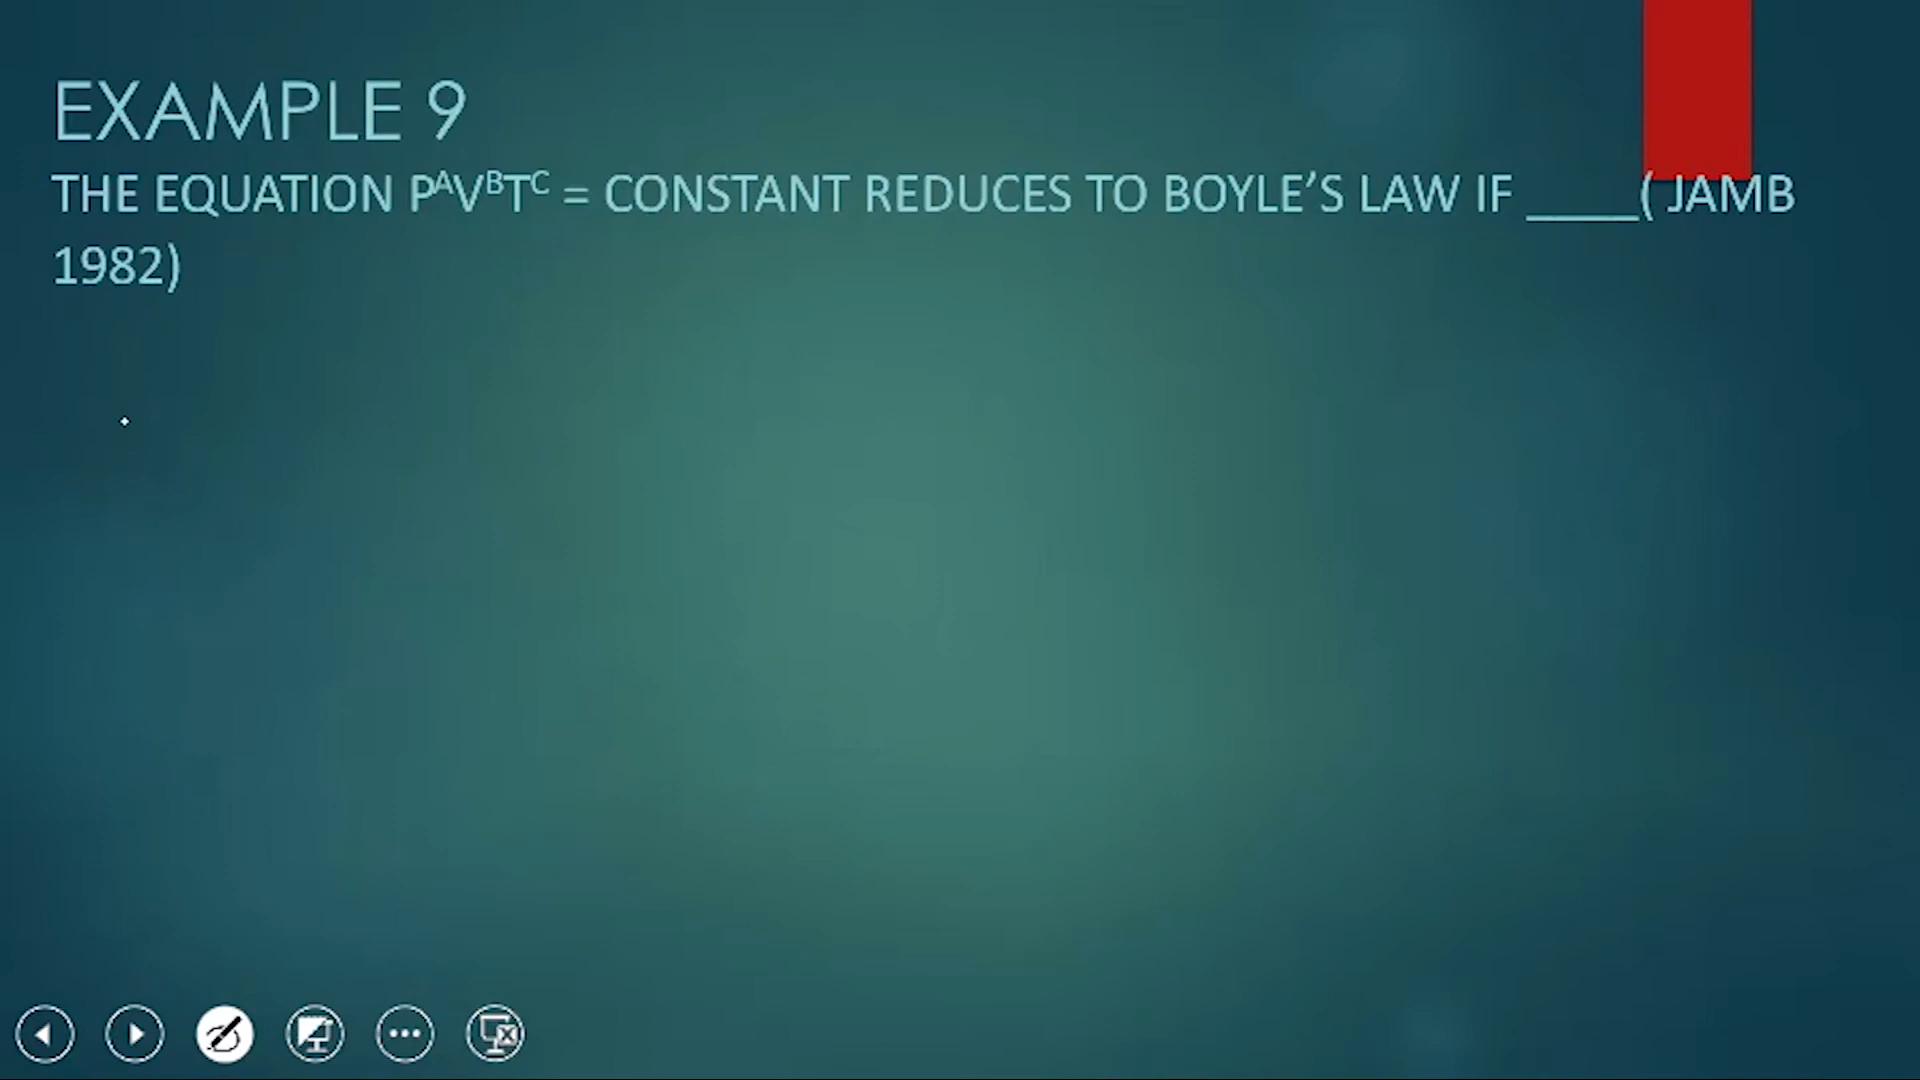 EXAMPLE 9
THE EQUATION PᴬVᴮTᶜ = CONSTANT REDUCES TO BOYLE’S LAW IF _____( JAMB
1982)